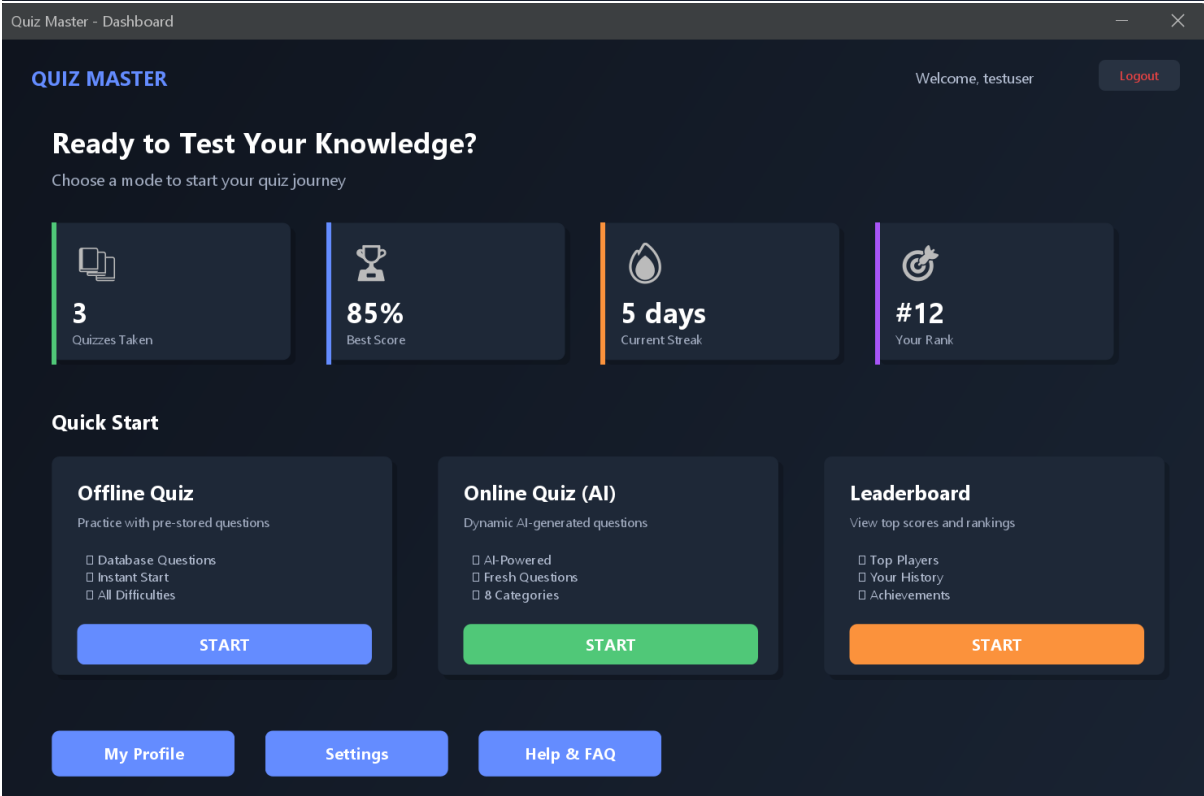 Quiz Master - Dashboard
QUIZ MASTER
Welcome, testuser
Logout
Ready to Test Your Knowledge?
Choose a mode to start your quiz journey
3
Quizzes Taken
85%
Best Score
5 days
Current Streak
#12
Your Rank
Quick Start
Offline Quiz
Practice with pre-stored questions
Database Questions
Instant Start
All Difficulties
START
Online Quiz (AI)
Dynamic AI-generated questions
AI-Powered
Fresh Questions
8 Categories
START
Leaderboard
View top scores and rankings
Top Players
Your History
Achievements
START
My Profile
Settings
Help & FAQ